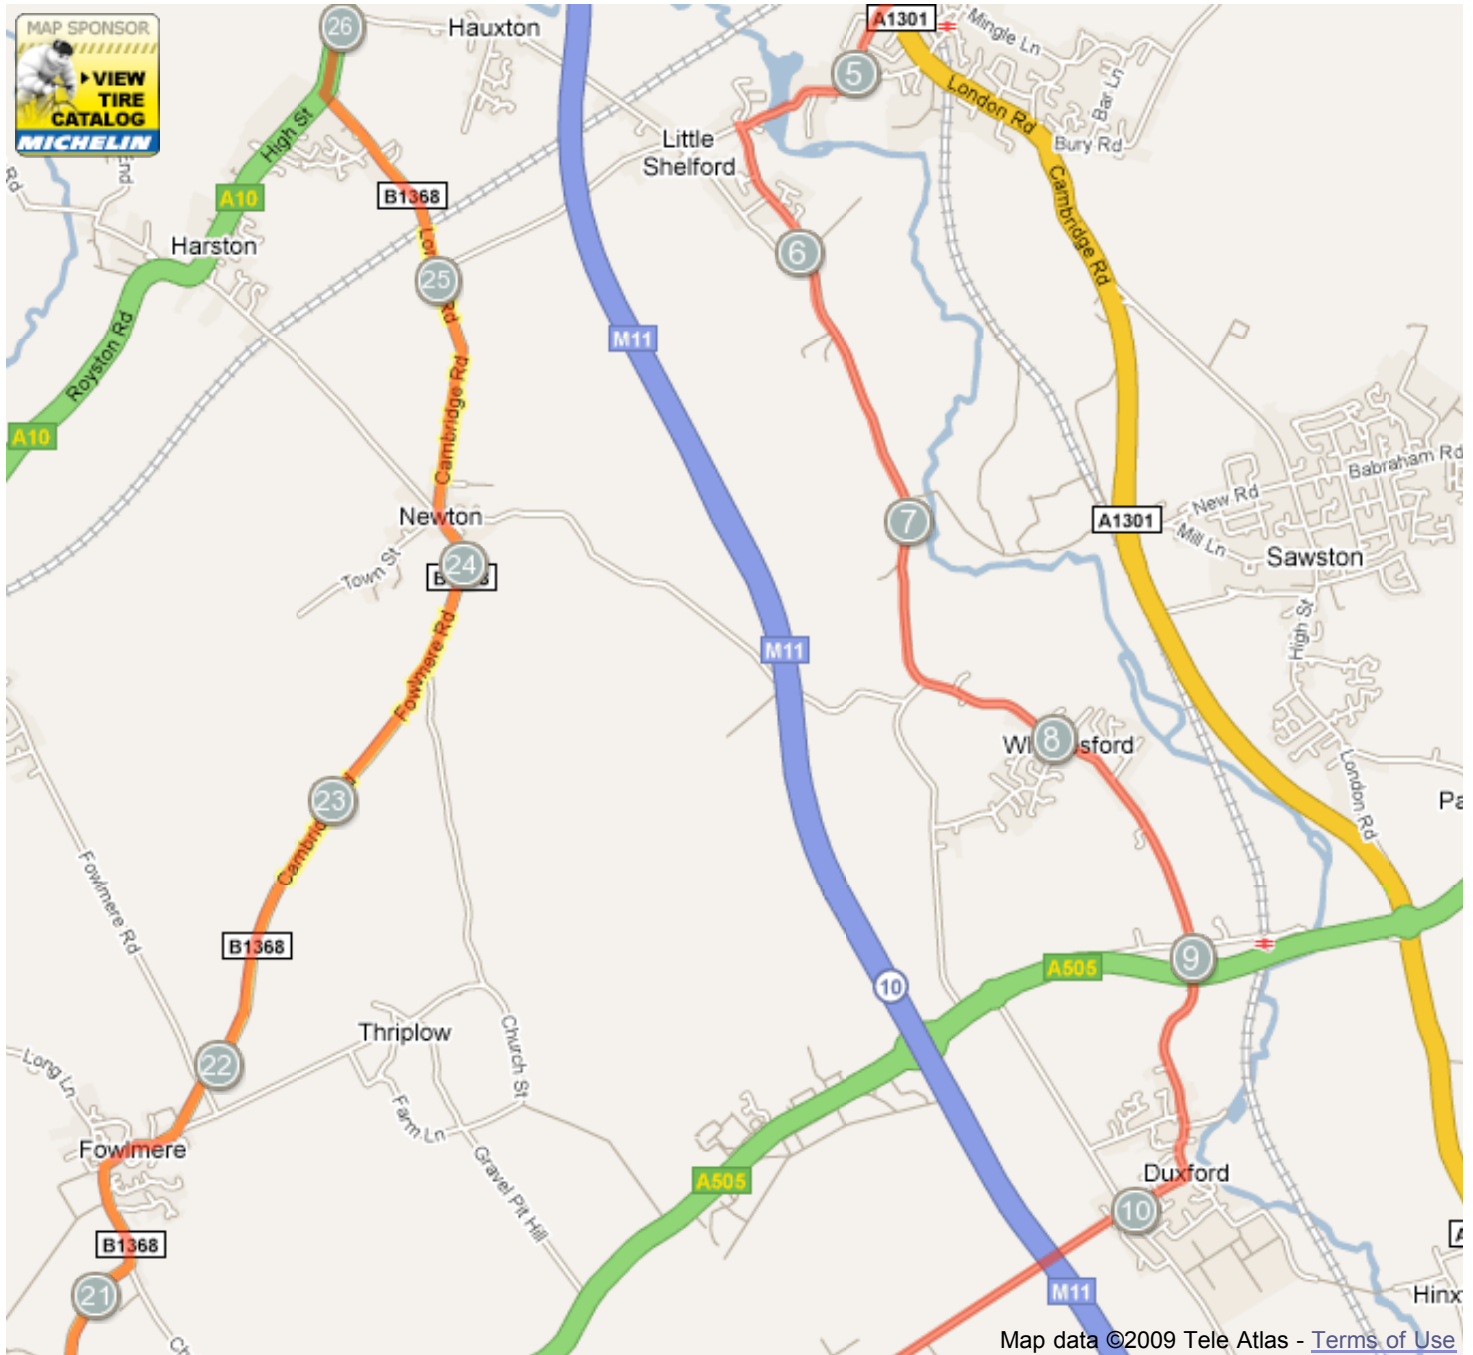 MAP SPONSOR
VIEW
TIRE
CATALOG
MICHELIN
26
Hauxton
A1301
Mingle Ln
5
London Rd
Bar Ln
Bury Rd
High St
Little
Shelford
End
Rd
A10
B1368
Cambridge Rd
Harston
6
25
Rd
M11
Royston Rd
Cambridge Rd
A10
Babraham Rd
New Rd
Newton
7
A1301
Mill Ln
Sawston
24
Town St
High St
Fowlmere Rd
M11
8
London Rd
23
Fowlmere Rd
B1368
9
A505
10
Thriplow
Church St
22
Long Ln
Farm Ln
Fowlmere
Gravel Pit Hill
A505
Duxford
10
B1368
21
M11
Map data ©2009 Tele Atlas - Terms of Use